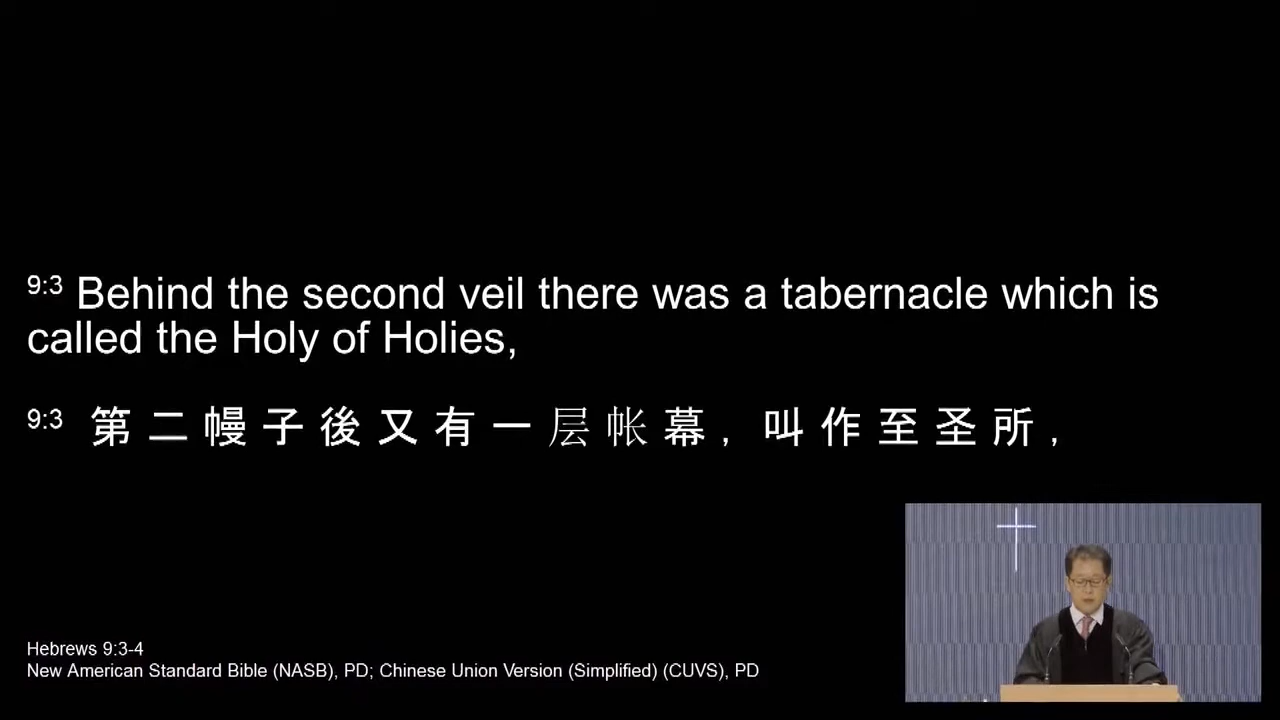 9:3 Behind the second veil there was a tabernacle which is
called the Holy of Holies,
9:3 第二幔子後又有一层帐幕，叫作至圣所，
Hebrews 9:3-4
New American Standard Bible (NASB), PD; Chinese Union Version (Simplified) (CUVS), PD